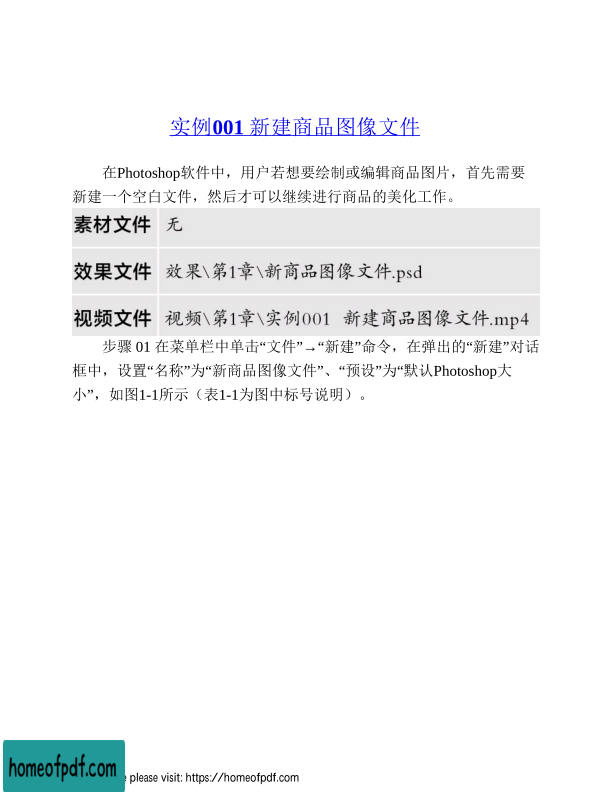 实例001 新建商品图像文件
在Photoshop软件中，用户若想要绘制或编辑商品图片，首先需要
新建一个空白文件，然后才可以继续进行商品的美化工作。
素材文件 无
效果文件 效果\第1章\新商品图像文件.psd
视频文件 视频\第1章\实例001 新建商品图像文件.mp4
步骤 01 在菜单栏中单击“文件”→“新建”命令，在弹出的“新建”对话
框中，设置“名称”为“新商品图像文件”、“预设”为“默认Photoshop大
小”，如图1-1所示（表1-1为图中标号说明）。
homeofpdf.com
e please visit: https://homeofpdf.com